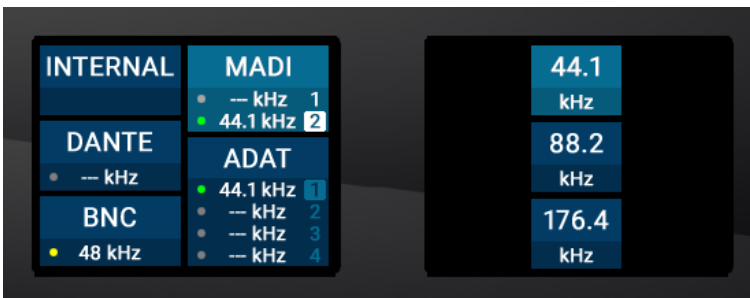 INTERNAL
DANTE
--- kHz
BNC
48 kHz
MADI
--- kHz 1
44.1 kHz 2
ADAT
44.1 kHz 1
--- kHz 2
--- kHz 3
--- kHz 4
44.1
kHz
88.2
kHz
176.4
kHz